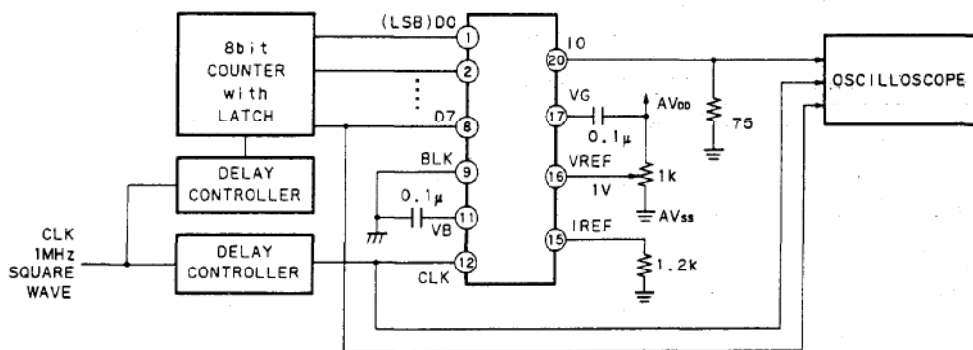 8bit
COUNTER
with
LATCH
(LSB)D0
1
2
D7
8
BLK
9
0.1μ
VB
11
CLK
12
DELAY
CONTROLLER
DELAY
CONTROLLER
CLK
1MHz
SQUARE
WAVE
IO
20
VG
17
0.1μ
AVDD
VREF
16
1V
1k
AVSS
IREF
15
1.2k
75
OSCILLOSCOPE